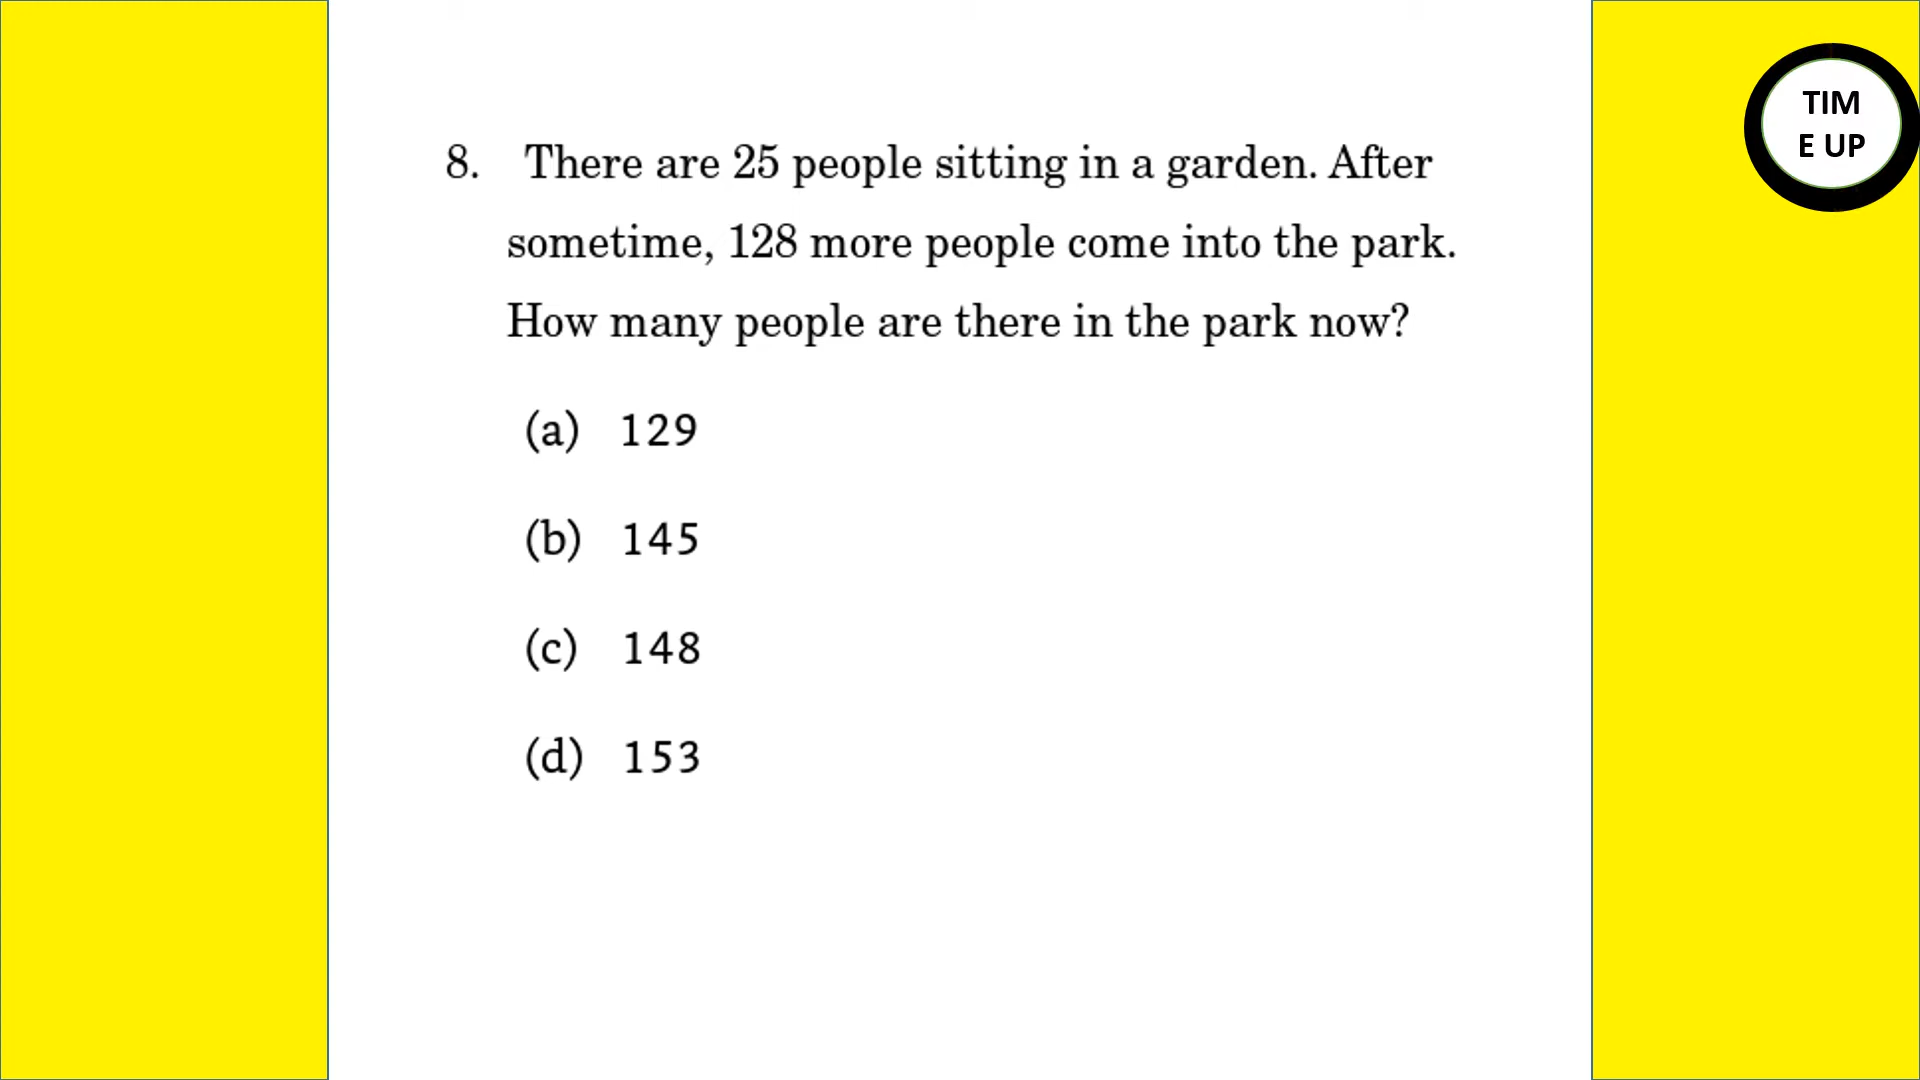 TIM
E UP
8. There are 25 people sitting in a garden. After
sometime, 128 more people come into the park.
How many people are there in the park now?
(a) 129
(b) 145
(c) 148
(d) 153